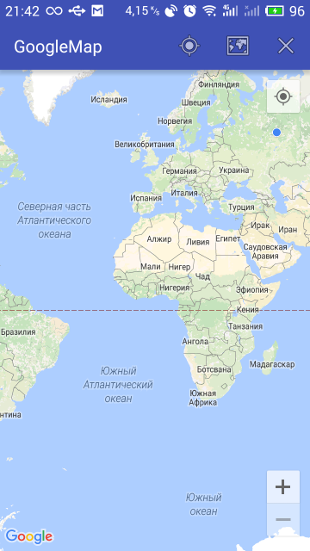 21:42 4,15 K/s 4G 96
GoogleMap
Финляндия
Исландия
Швеция
Норвегия
Великобритания
Германия
Украина
Италия
Испания
Турция
Северная часть
Атлантического
океана
Ирак
Иран
Алжир
Ливия
Египет
Саудовская
Аравия
Мали
Нигер
Чад
Нигерия
Эфиопия
Кения
Бразилия
Танзания
Ангола
Мадагаскар
Ботсвана
Южный
Атлантический
океан
Южная
Африка
нтина
Южный
океан
+
−
Google